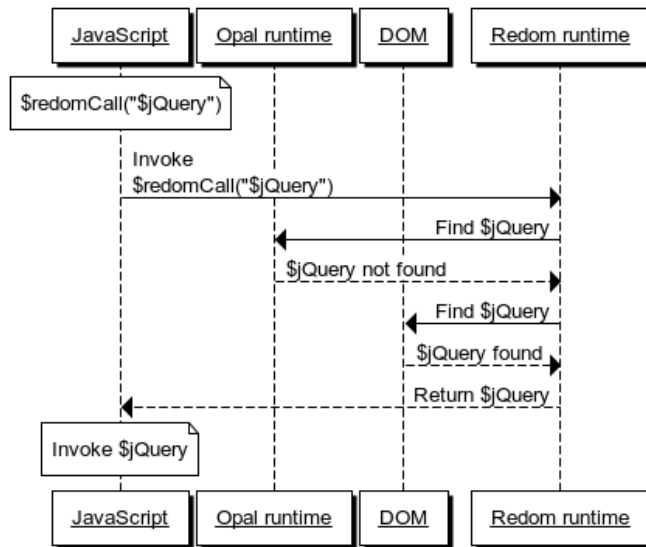 JavaScript Opal runtime DOM Redom runtime
$redomCall("$jQuery")
Invoke
$redomCall("$jQuery")
Find $jQuery
$jQuery not found
Find $jQuery
$jQuery found
Return $jQuery
Invoke $jQuery
JavaScript Opal runtime DOM Redom runtime